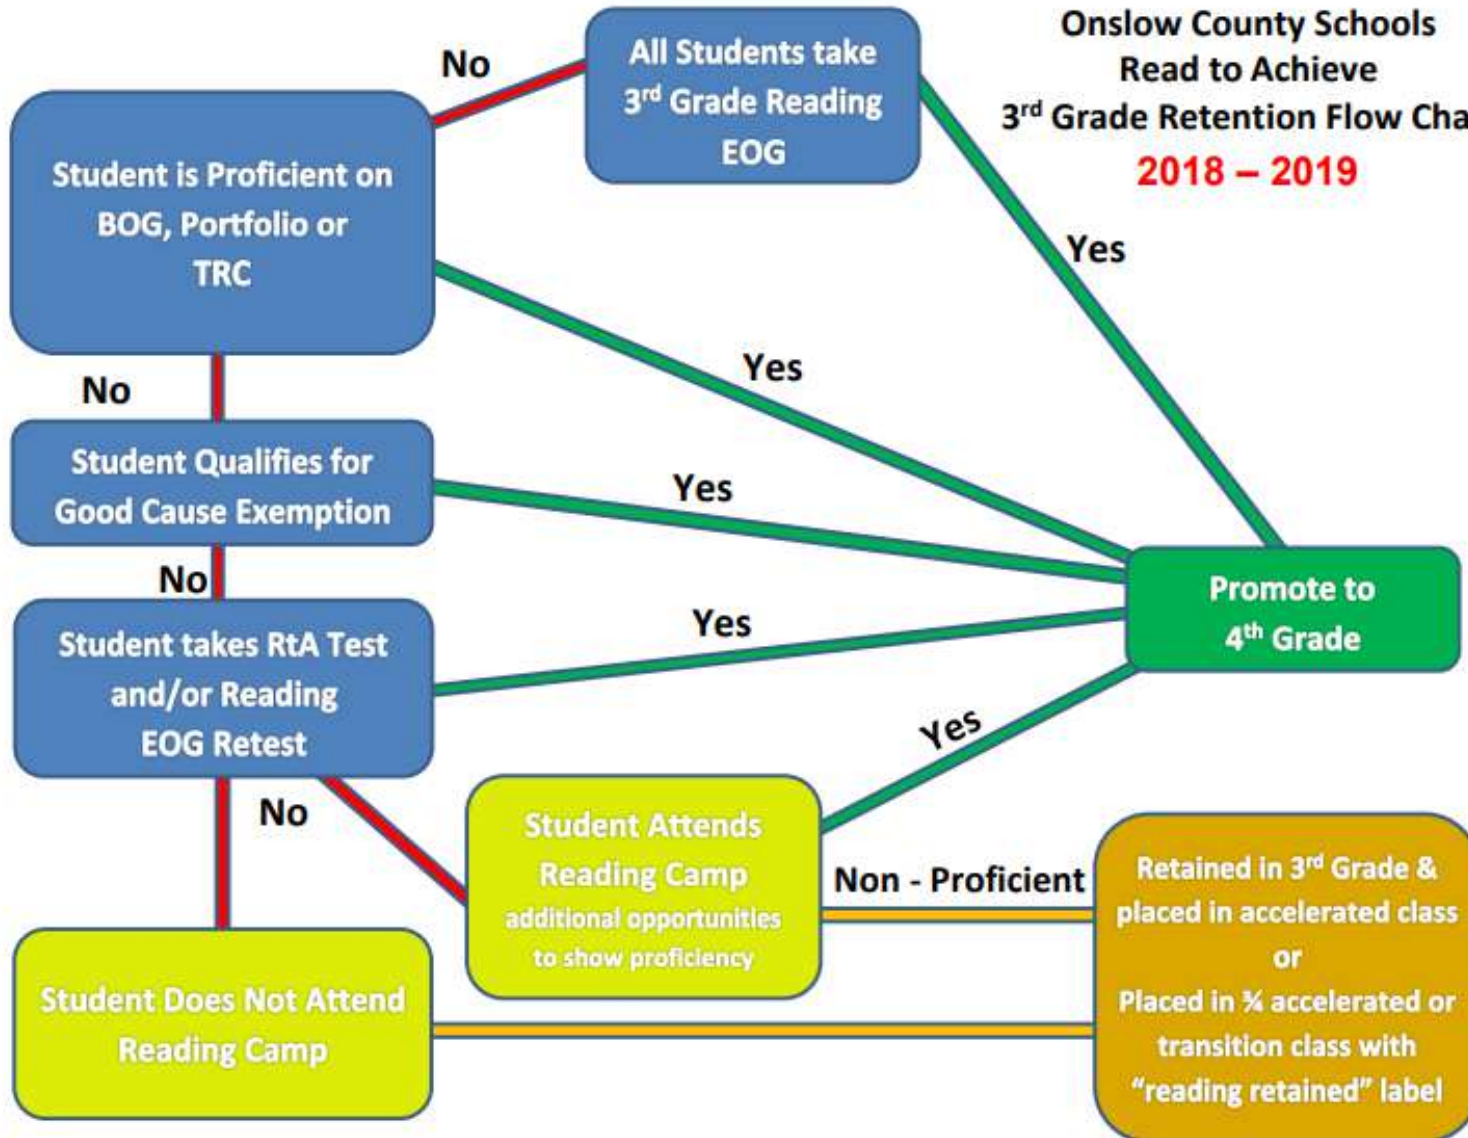 Onslow County Schools
Read to Achieve
3rd Grade Retention Flow Cha
2018 – 2019
No
All Students take
3rd Grade Reading
EOG
Student is Proficient on
BOG, Portfolio or
TRC
Yes
Yes
No
Student Qualifies for
Good Cause Exemption
Yes
No
Student takes RtA Test
and/or Reading
EOG Retest
Yes
Promote to
4th Grade
Yes
No
Student Attends
Reading Camp
additional opportunities
to show proficiency
Non - Proficient
Retained in 3rd Grade &
placed in accelerated class
or
Placed in ¾ accelerated or
transition class with
“reading retained” label
Student Does Not Attend
Reading Camp